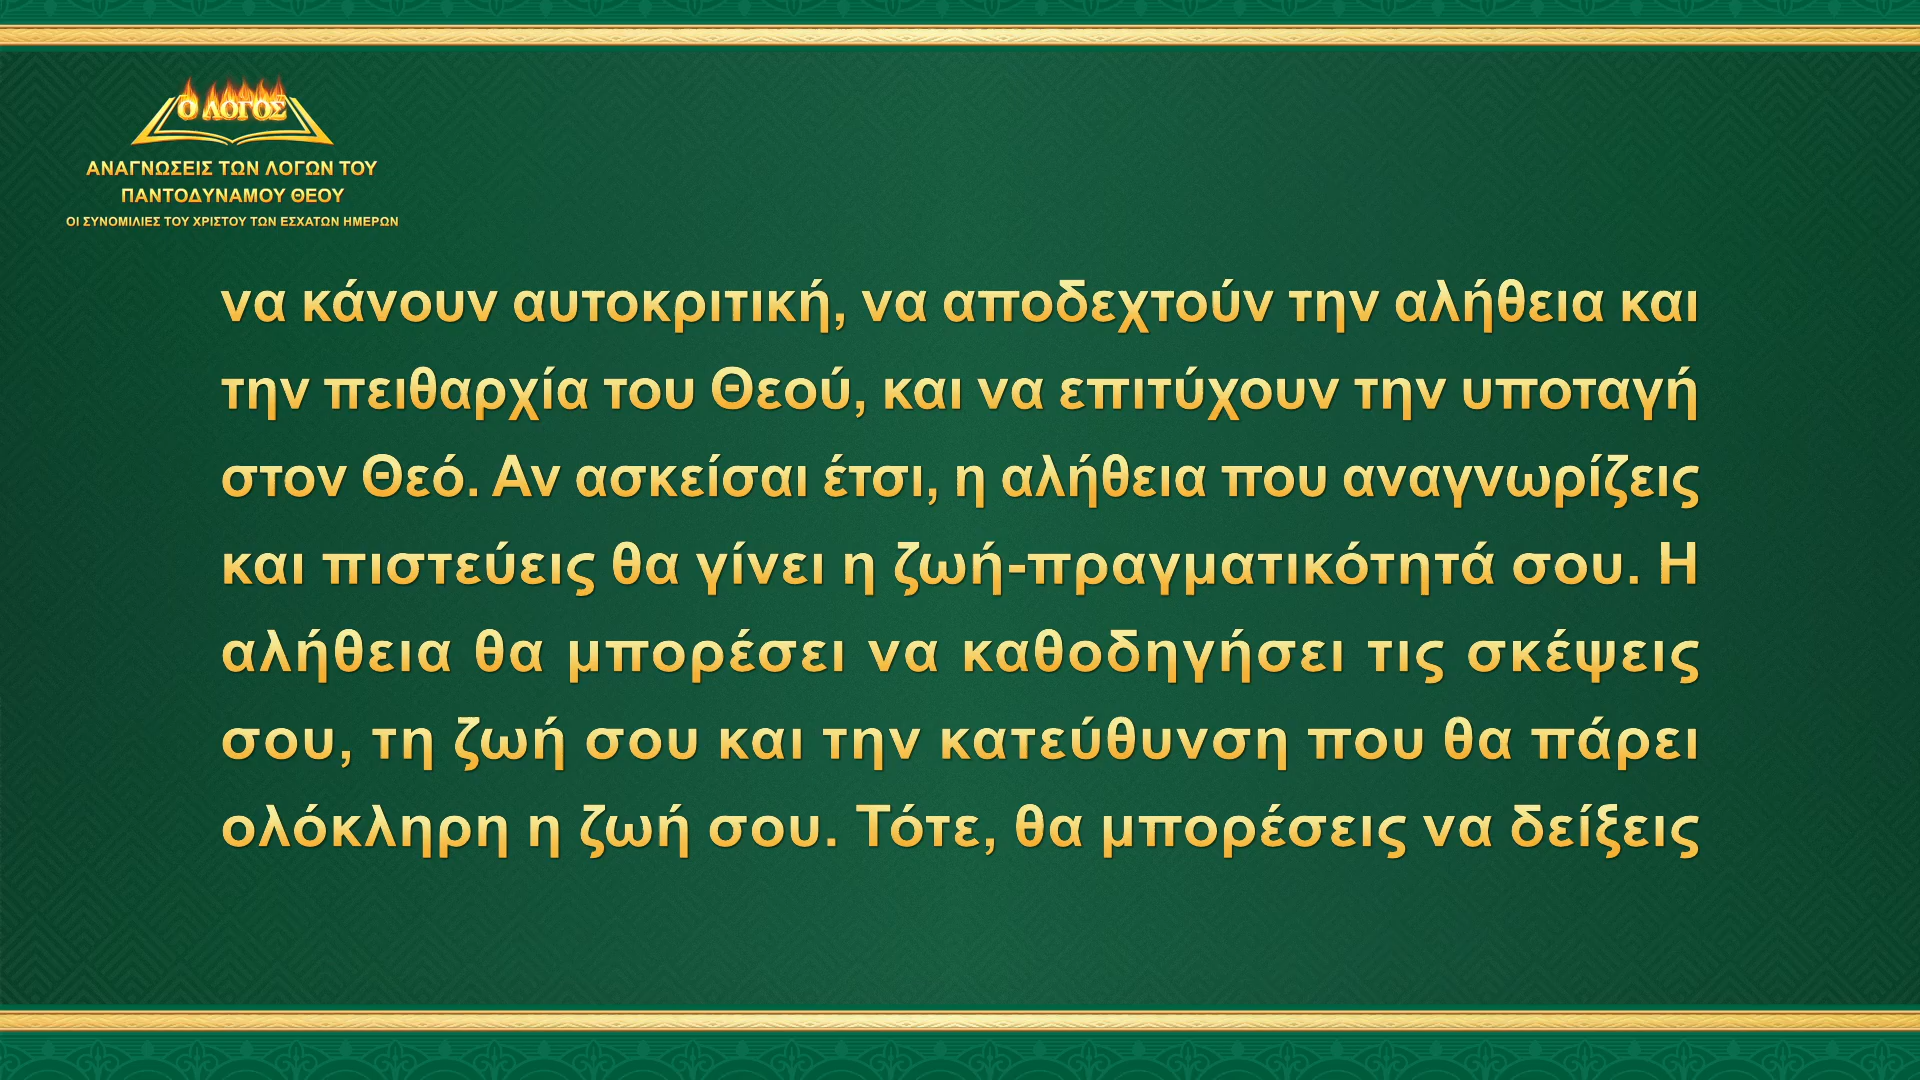 Ο ΛΟΓΟΣ
ΑΝΑΓΝΩΣΕΙΣ ΤΩΝ ΛΟΓΩΝ ΤΟΥ
ΠΑΝΤΟΔΥΝΑΜΟΥ ΘΕΟΥ
ΟΙ ΣΥΝΟΜΙΛΙΕΣ ΤΟΥ ΧΡΙΣΤΟΥ ΤΩΝ ΕΣΧΑΤΩΝ ΗΜΕΡΩΝ
να κάνουν αυτοκριτική, να αποδεχτούν την αλήθεια και
την πειθαρχία του Θεού, και να επιτύχουν την υποταγή
στον Θεό. Αν ασκείσαι έτσι, η αλήθεια που αναγνωρίζεις
και πιστεύεις θα γίνει η ζωή-πραγματικότητά σου. Η
αλήθεια θα μπορέσει να καθοδηγήσει τις σκέψεις
σου, τη ζωή σου και την κατεύθυνση που θα πάρει
ολόκληρη η ζωή σου. Τότε, θα μπορέσεις να δείξεις